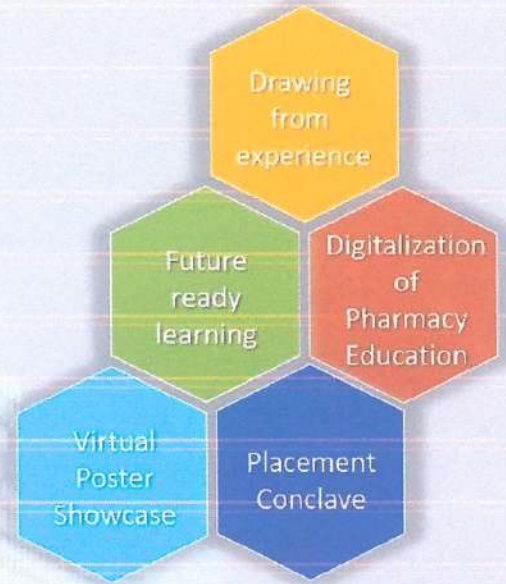 Drawing
from
experience
Future
ready
learning
Digitalization
of
Pharmacy
Education
Virtual
Poster
Showcase
Placement
Conclave